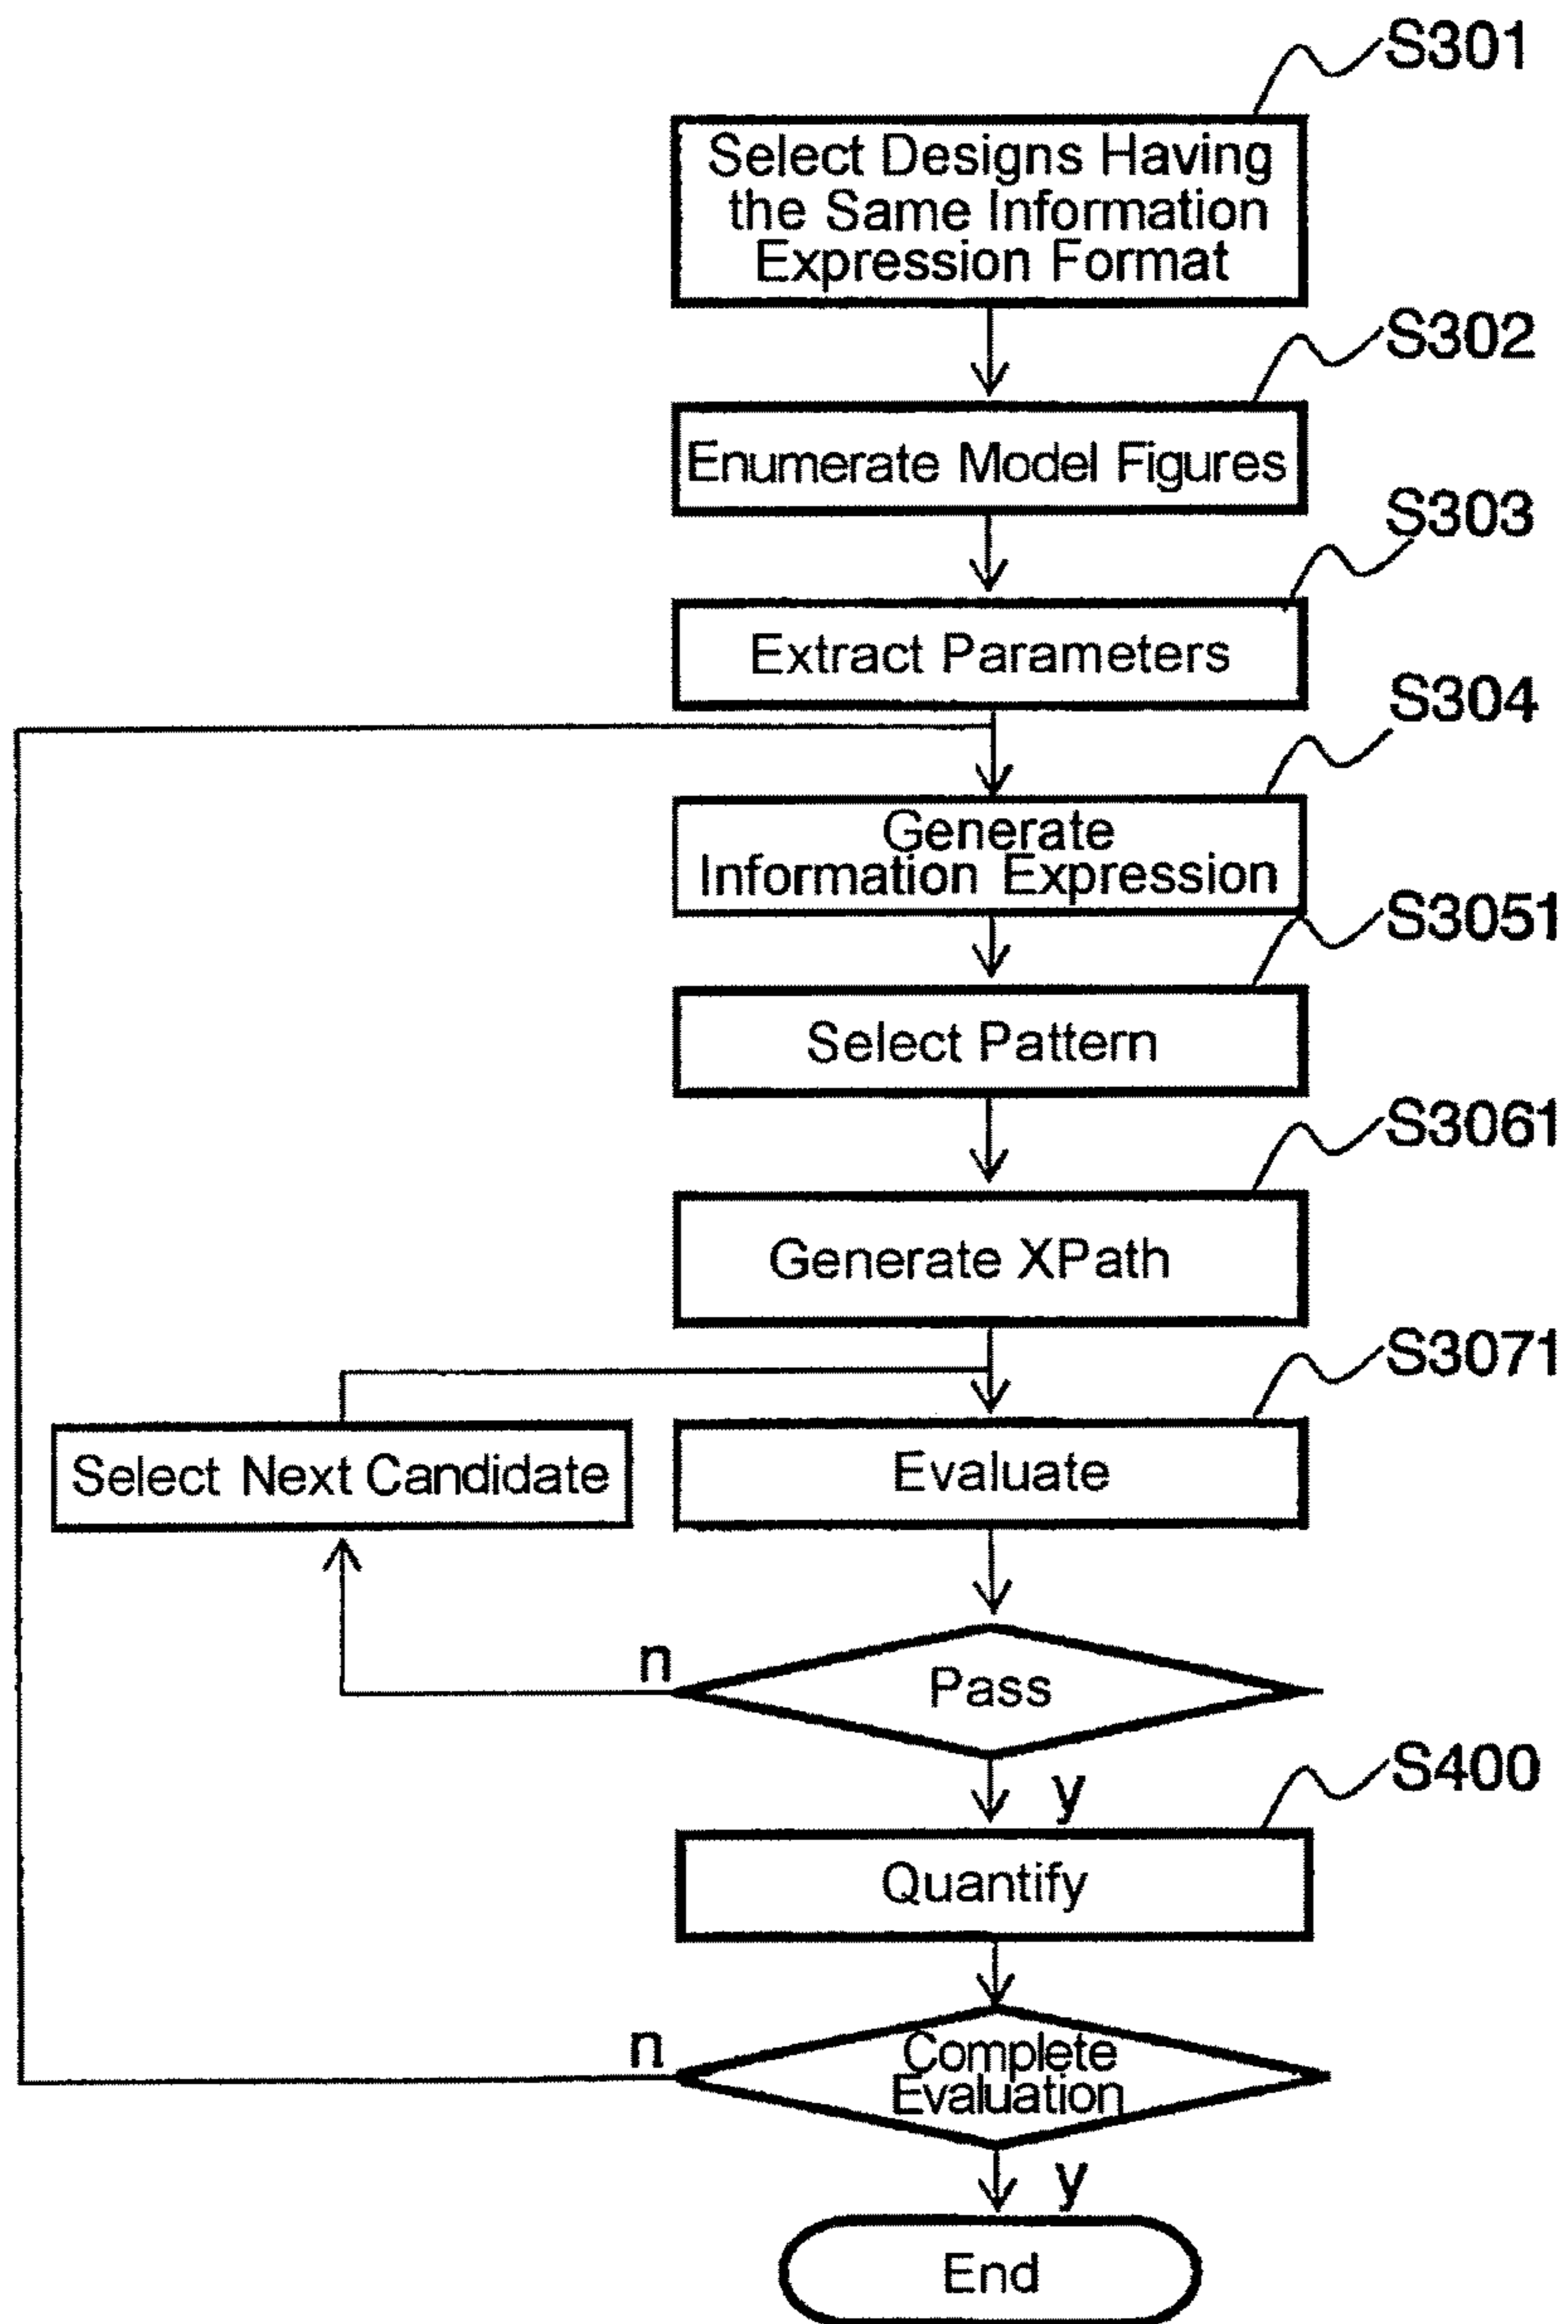 S301
Select Designs Having
the Same Information
Expression Format
S302
Enumerate Model Figures
S303
Extract Parameters
S304
Generate
Information Expression
S3051
Select Pattern
S3061
Generate XPath
S3071
Select Next Candidate
Evaluate
n
Pass
y
S400
Quantify
n
Complete
Evaluation
y
End